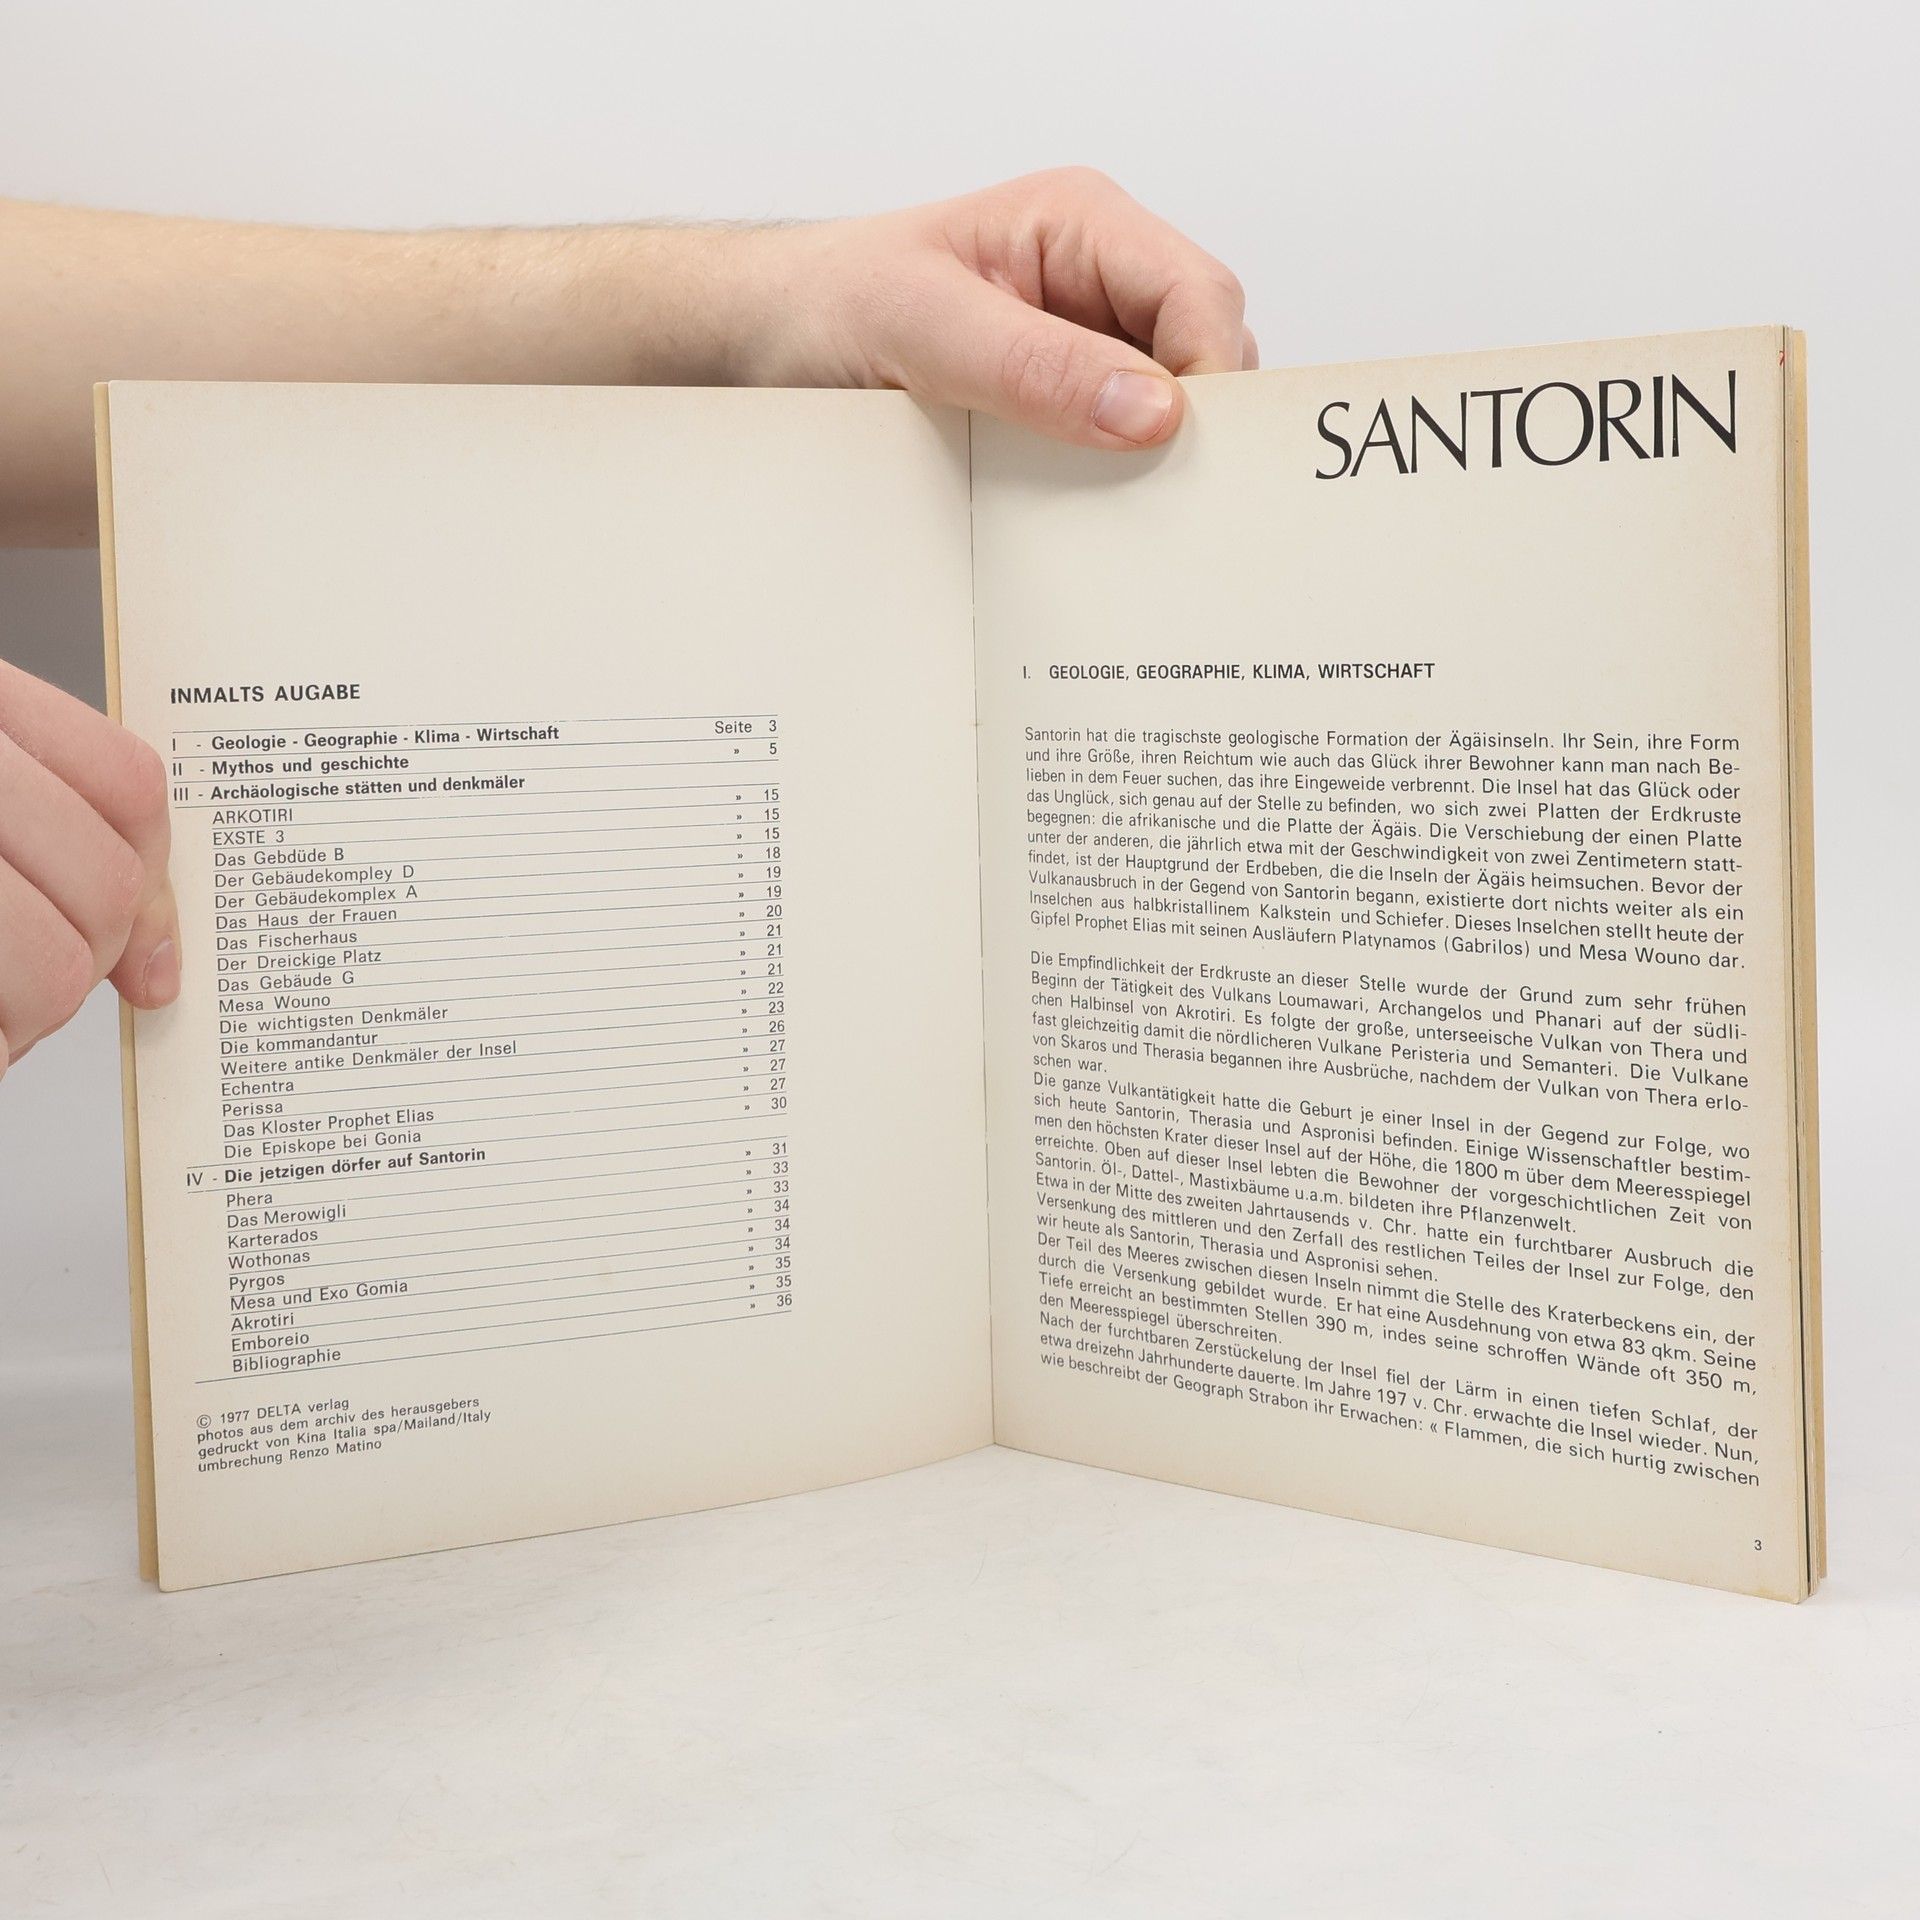 INMALTS AUGABE
I - Geologie - Geographie - Klima - Wirtschaft Seite 3
II - Mythos und geschichte » 5
III - Archäologische stätten und denkmäler
ARKOTIRI » 15
EXSTE 3 » 15
Das Gebdüde B » 15
Der Gebäudekompley D » 18
Der Gebäudekomplex A » 19
Das Haus der Frauen » 19
Das Fischerhaus » 20
Der Dreickige Platz » 21
Das Gebäude G » 21
Mesa Wouno » 21
Die wichtigsten Denkmäler » 22
Die kommandantur » 23
Weitere antike Denkmäler der Insel » 26
Echentra » 27
Perissa » 27
Das Kloster Prophet Elias » 27
Die Episkope bei Gonia » 30
IV - Die jetzigen dörfer auf Santorin
Phera » 31
Das Merowigli » 33
Karterados » 33
Wothonas » 34
Pyrgos » 34
Mesa und Exo Gomia » 34
Akrotiri » 35
Emboreio » 35
Bibliographie » 36
© 1977 DELTA verlag
photos aus dem archiv des herausgebers
gedruckt von Kina Italia spa/Mailand/Italy
umbrechung Renzo Matino
SANTORIN
I. GEOLOGIE, GEOGRAPHIE, KLIMA, WIRTSCHAFT
Santorin hat die tragischste geologische Formation der Ägäisinseln. Ihr Sein, ihre Form
und ihre Größe, ihren Reichtum wie auch das Glück ihrer Bewohner kann man nach Be-
lieben in dem Feuer suchen, das ihre Eingeweide verbrennt. Die Insel hat das Glück oder
das Unglück, sich genau auf der Stelle zu befinden, wo sich zwei Platten der Erdkruste
begegnen: die afrikanische und die Platte der Ägäis. Die Verschiebung der einen Platte
unter der anderen, die jährlich etwa mit der Geschwindigkeit von zwei Zentimetern statt-
findet, ist der Hauptgrund der Erdbeben, die die Inseln der Ägäis heimsuchen. Bevor der
Vulkanausbruch in der Gegend von Santorin begann, existierte dort nichts weiter als ein
Inselchen aus halbkristallinem Kalkstein und Schiefer. Dieses Inselchen stellt heute der
Gipfel Prophet Elias mit seinen Ausläufern Platynamos (Gabrilos) und Mesa Wouno dar.
Die Empfindlichkeit der Erdkruste an dieser Stelle wurde der Grund zum sehr frühen
Beginn der Tätigkeit des Vulkans Loumawari, Archangelos und Phanari auf der südli-
chen Halbinsel von Akrotiri. Es folgte der große, unterseeische Vulkan von Thera und
fast gleichzeitig damit die nördlicheren Vulkane Peristeria und Semanteri. Die Vulkane
von Skaros und Therasia begannen ihre Ausbrüche, nachdem der Vulkan von Thera erlo-
schen war.
Die ganze Vulkantätigkeit hatte die Geburt je einer Insel in der Gegend zur Folge, wo
sich heute Santorin, Therasia und Aspronisi befinden. Einige Wissenschaftler bestim-
men den höchsten Krater dieser Insel auf der Höhe, die 1800 m über dem Meeresspiegel
erreichte. Oben auf dieser Insel lebten die Bewohner der vorgeschichtlichen Zeit von
Santorin. Öl-, Dattel-, Mastixbäume u.a.m. bildeten ihre Pflanzenwelt.
Etwa in der Mitte des zweiten Jahrtausends v. Chr. hatte ein furchtbarer Ausbruch die
Versenkung des mittleren und den Zerfall des restlichen Teiles der Insel zur Folge, den
wir heute als Santorin, Therasia und Aspronisi sehen.
Der Teil des Meeres zwischen diesen Inseln nimmt die Stelle des Kraterbeckens ein, der
durch die Versenkung gebildet wurde. Er hat eine Ausdehnung von etwa 83 qkm. Seine
Tiefe erreicht an bestimmten Stellen 390 m, indes seine schroffen Wände oft 350 m,
den Meeresspiegel überschreiten.
Nach der furchtbaren Zerstückelung der Insel fiel der Lärm in einen tiefen Schlaf, der
etwa dreizehn Jahrhunderte dauerte. Im Jahre 197 v. Chr. erwachte die Insel wieder. Nun,
wie beschreibt der Geograph Strabon ihr Erwachen: « Flammen, die sich hurtig zwischen
3